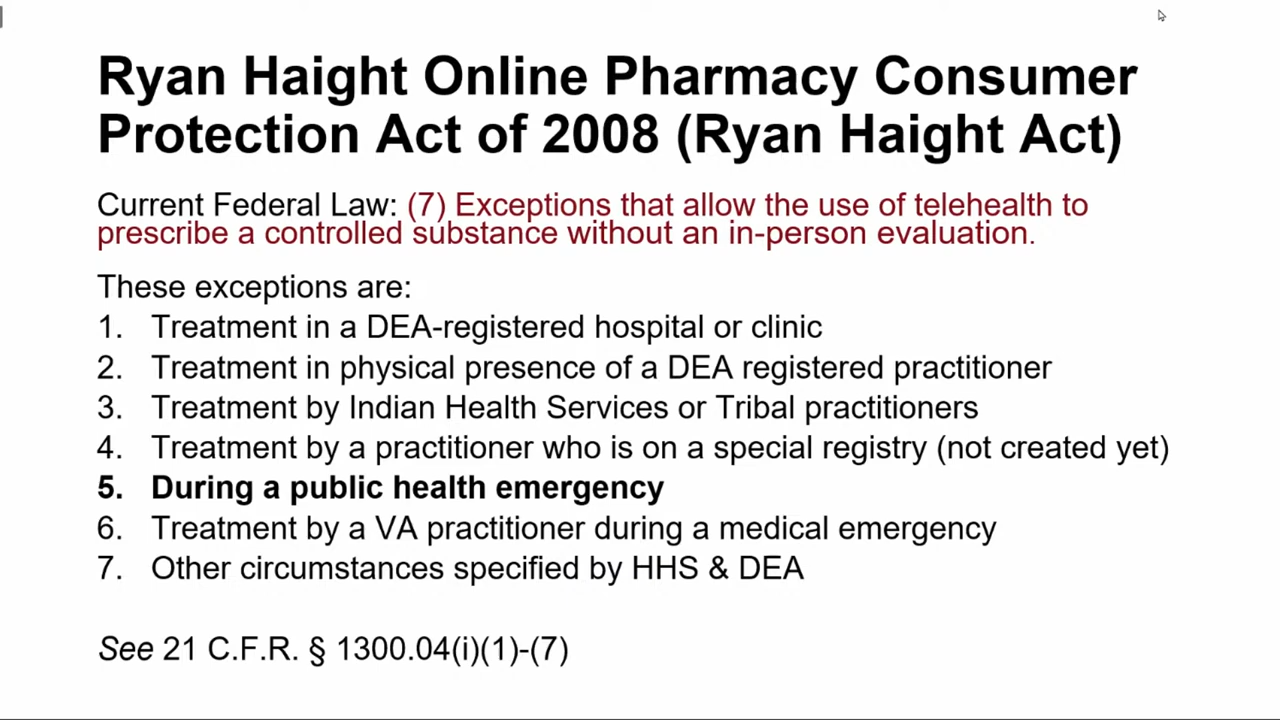 Ryan Haight Online Pharmacy Consumer
Protection Act of 2008 (Ryan Haight Act)
Current Federal Law: (7) Exceptions that allow the use of telehealth to
prescribe a controlled substance without an in-person evaluation.
These exceptions are:
1. Treatment in a DEA-registered hospital or clinic
2. Treatment in physical presence of a DEA registered practitioner
3. Treatment by Indian Health Services or Tribal practitioners
4. Treatment by a practitioner who is on a special registry (not created yet)
5. During a public health emergency
6. Treatment by a VA practitioner during a medical emergency
7. Other circumstances specified by HHS & DEA
See 21 C.F.R. § 1300.04(i)(1)-(7)